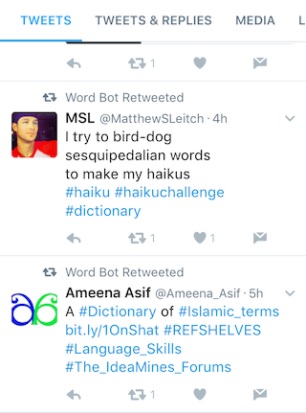 TWEETS TWEETS & REPLIES MEDIA L
1
Word Bot Retweeted
MSL @MatthewSLeitch · 4h
I try to bird-dog
sesquipedalian words
to make my haikus
#haiku #haikuchallenge
#dictionary
1 1
Word Bot Retweeted
Ameena Asif @Ameena_Asif · 5h
A #Dictionary of #Islamic_terms
bit.ly/1OnShat #REFSHELVES
#Language_Skills
#The_IdeaMines_Forums
1